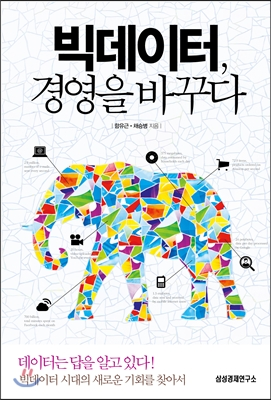 빅데이터,
경영을 바꾸다
| 함유근·채승병 지음 |
데이터는 답을 알고 있다!
빅데이터 시대의 새로운 기회를 찾아서
삼성경제연구소